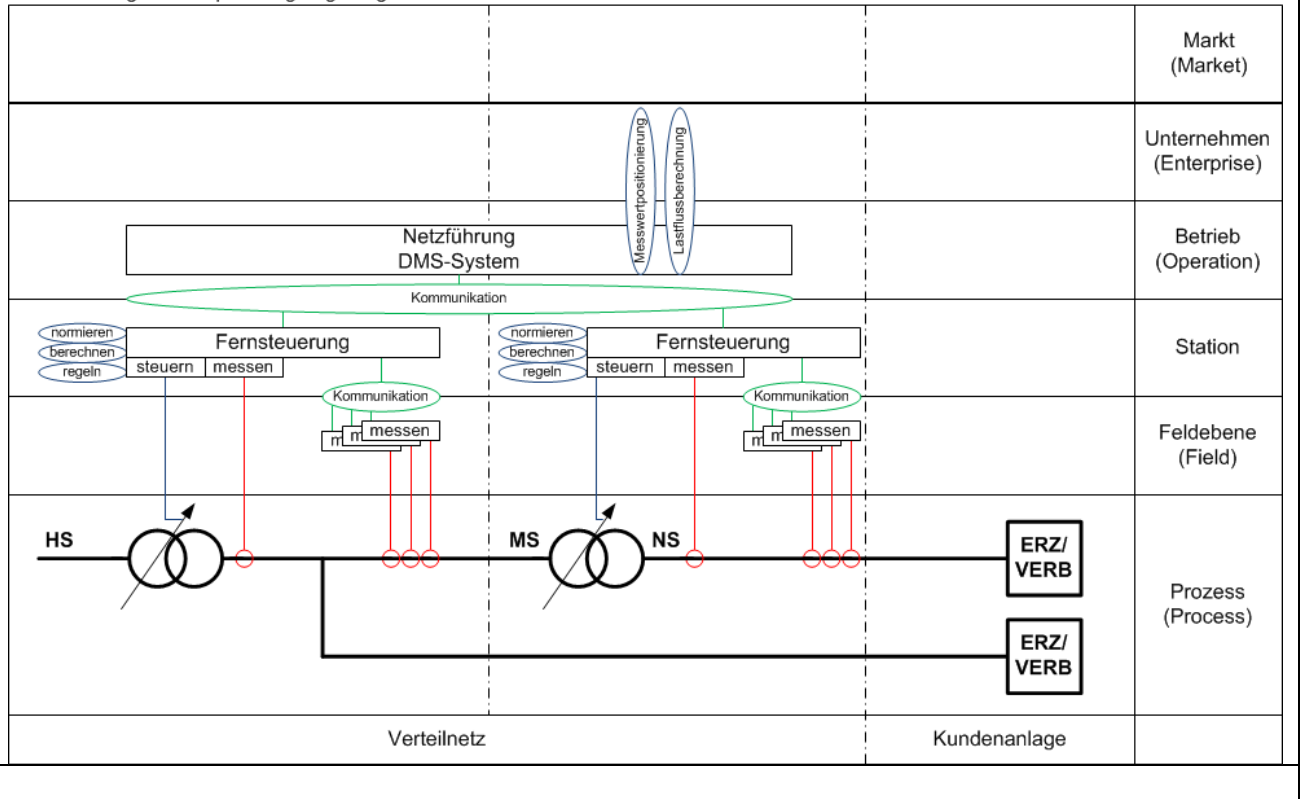 Markt
(Market)
Unternehmen
(Enterprise)
Messwertpositionierung
Lastflussberechnung
Netzführung
DMS-System
Betrieb
(Operation)
Kommunikation
normieren
berechnen
regeln
Fernsteuerung
steuern messen
normieren
berechnen
regeln
Fernsteuerung
steuern messen
Station
Kommunikation
m m messen
Kommunikation
m m messen
Feldebene
(Field)
HS
MS
NS
ERZ/
VERB
ERZ/
VERB
Prozess
(Process)
Verteilnetz
Kundenanlage